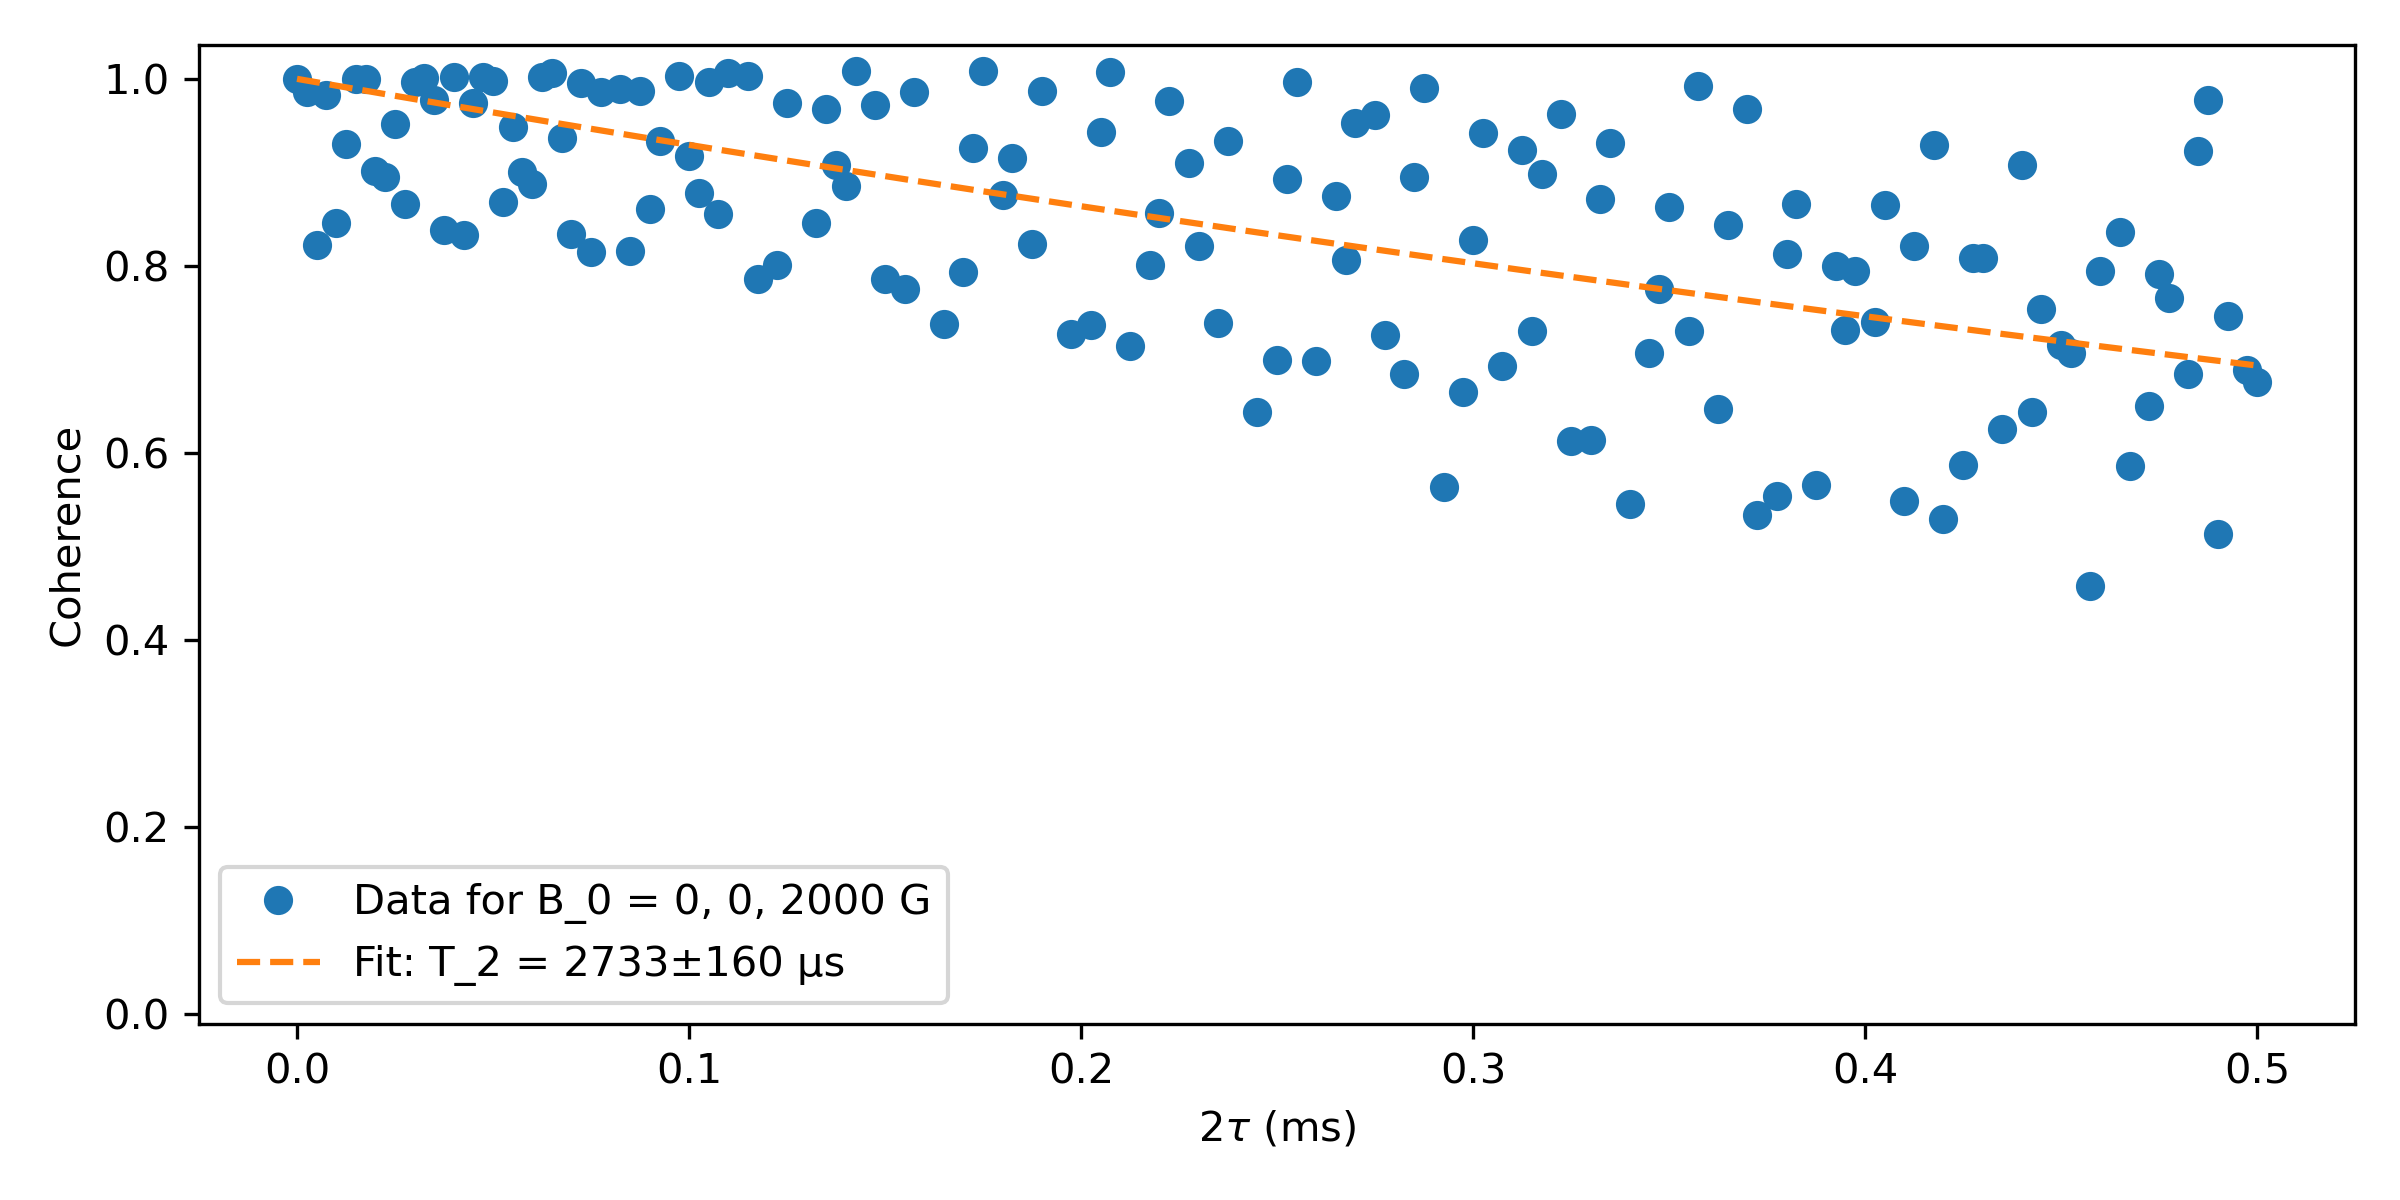 1.0
0.8
0.6
0.4
0.2
0.0
Coherence
Data for B_0 = 0, 0, 2000 G
Fit: T_2 = 2733±160 μs
0.0 0.1 0.2 0.3 0.4 0.5
2τ (ms)